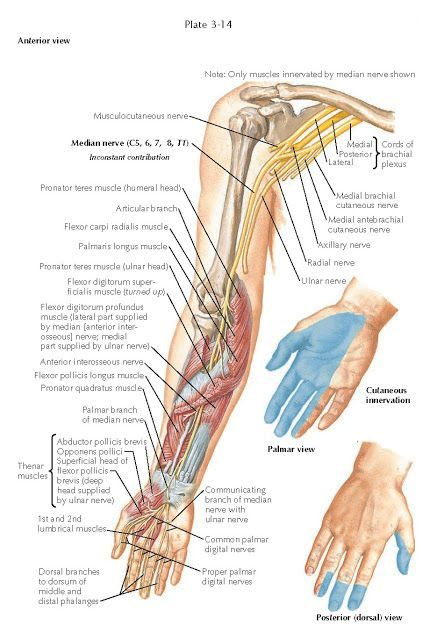 Plate 3-14
Anterior view
Note: Only muscles innervated by median nerve shown
Musculocutaneous nerve
Median nerve (C5, 6, 7, 8, T1)
Inconstant contribution
Medial
Posterior
Lateral
Cords of
brachial
plexus
Pronator teres muscle (humeral head)
Articular branch
Flexor carpi radialis muscle
Palmaris longus muscle
Pronator teres muscle (ulnar head)
Flexor digitorum super-
ficialis muscle (turned up)
Flexor digitorum profundus
muscle (lateral part supplied
by median [anterior inter-
osseous] nerve; medial
part supplied by ulnar nerve)
Anterior interosseous nerve
Flexor pollicis longus muscle
Pronator quadratus muscle
Palmar branch
of median nerve
Medial brachial
cutaneous nerve
Medial antebrachial
cutaneous nerve
Axillary nerve
Radial nerve
Ulnar nerve
Cutaneous
innervation
Palmar view
Thenar
muscles
Abductor pollicis brevis
Opponens pollici
Superficial head of
flexor pollicis
brevis (deep
head supplied
by ulnar nerve)
1st and 2nd
lumbrical muscles
Dorsal branches
to dorsum of
middle and
distal phalanges
Communicating
branch of median
nerve with
ulnar nerve
Common palmar
digital nerves
Proper palmar
digital nerves
Posterior (dorsal) view